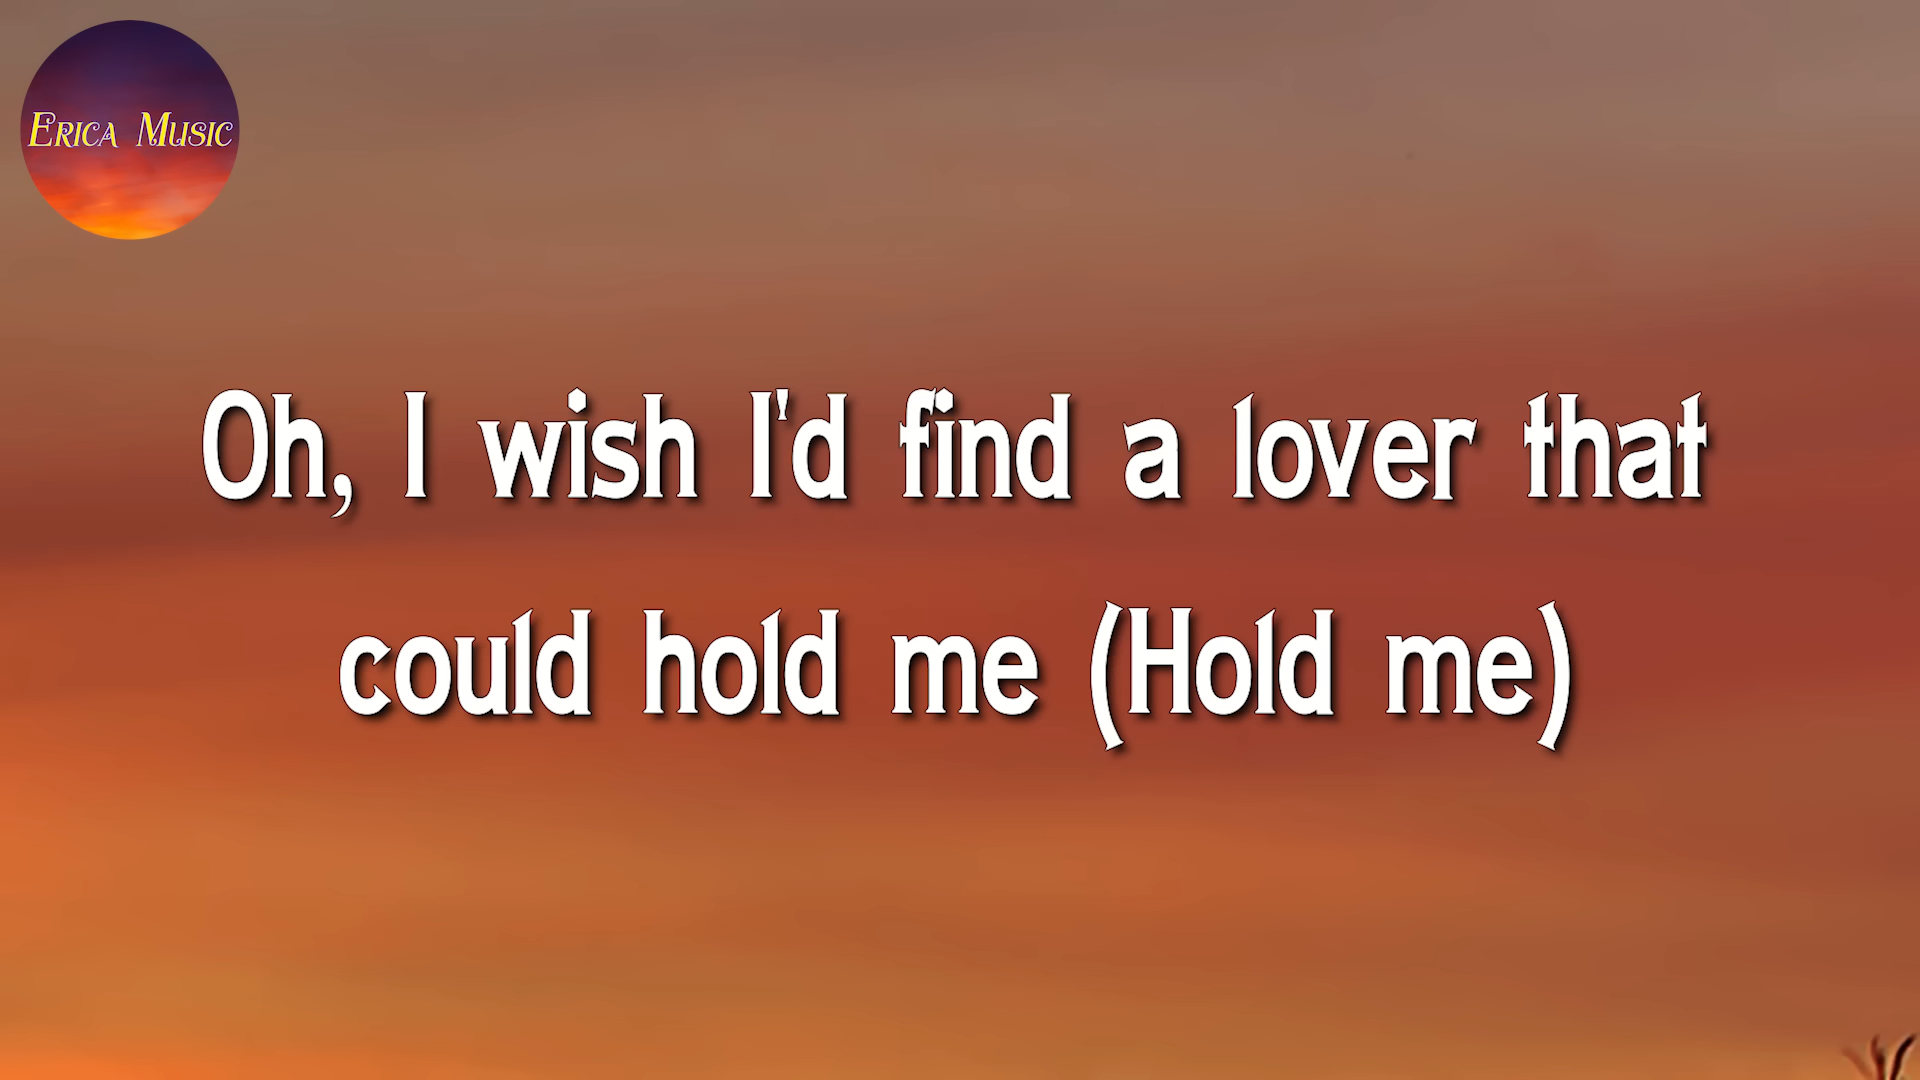 Erica Music
Oh, I wish I'd find a lover that
could hold me (Hold me)